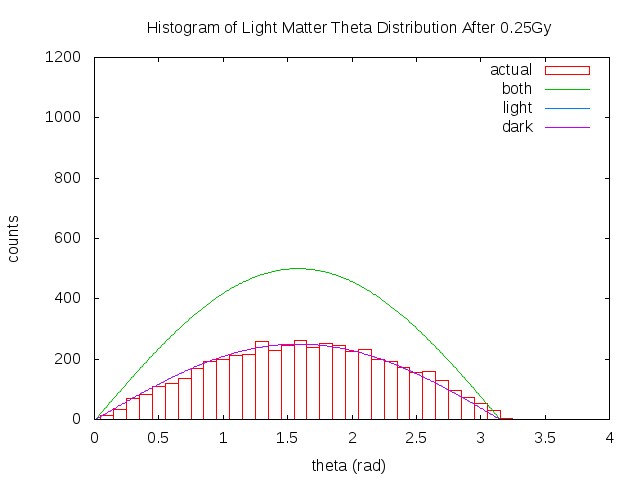 Histogram of Light Matter Theta Distribution After 0.25Gy
actual
both
light
dark
counts
1200
1000
800
600
400
200
0
0 0.5 1 1.5 2 2.5 3 3.5 4
theta (rad)